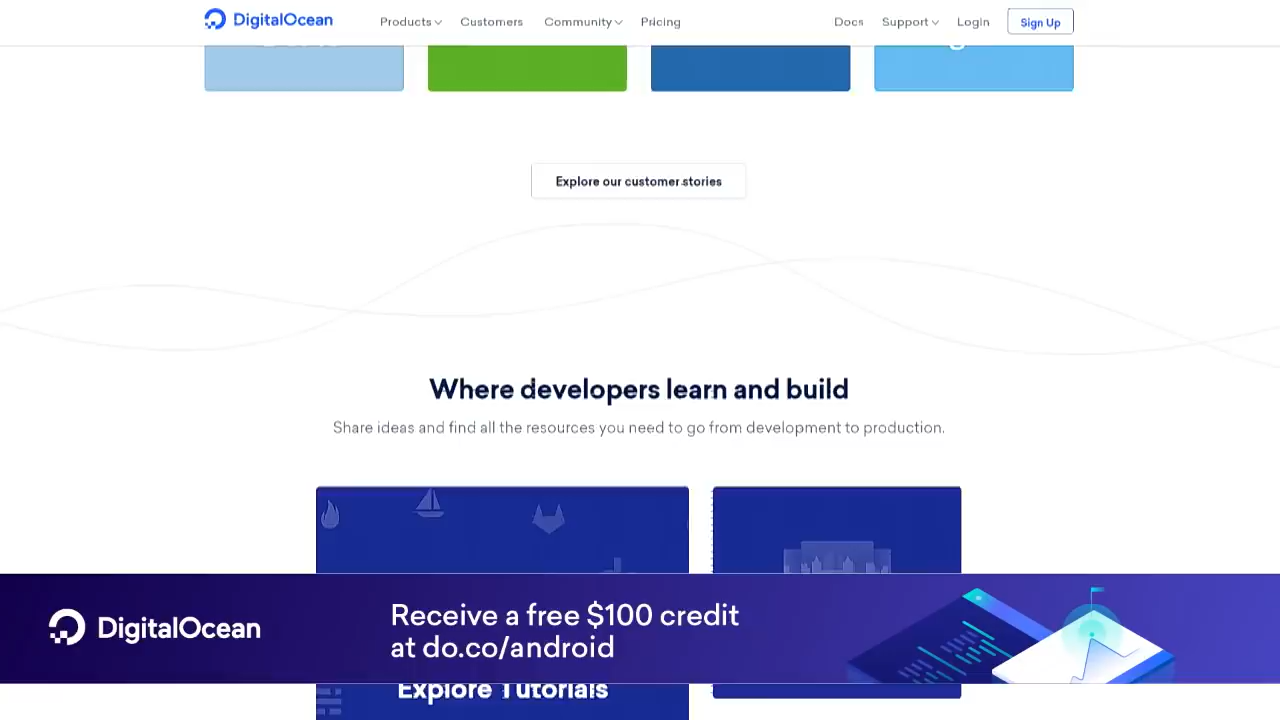 DigitalOcean
Products
Customers
Community
Pricing
Docs
Support
Login
Sign Up
Explore our customer stories
Where developers learn and build
Share ideas and find all the resources you need to go from development to production.
DigitalOcean
Receive a free $100 credit
at do.co/android
Explore Tutorials